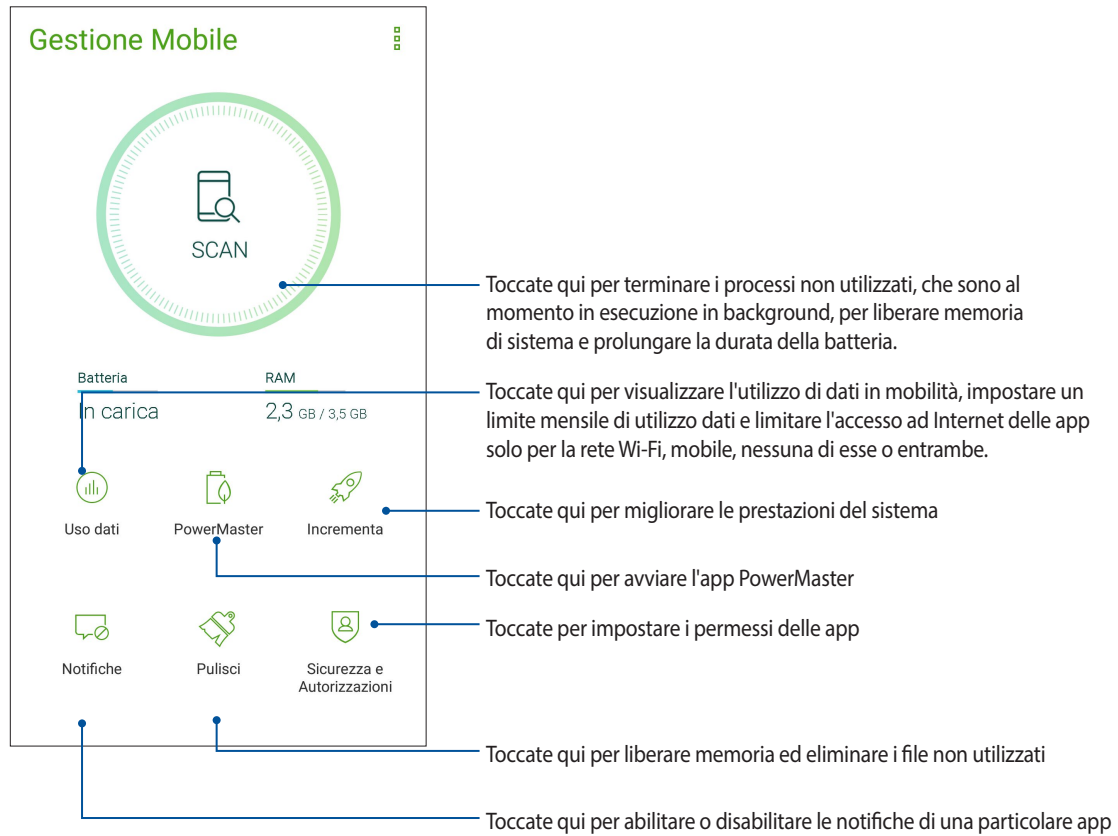 Gestione Mobile
SCAN
Batteria
RAM
In carica
2,3 GB / 3,5 GB
Uso dati
PowerMaster
Incrementa
Notifiche
Pulisci
Sicurezza e
Autorizzazioni
Toccate qui per terminare i processi non utilizzati, che sono al
momento in esecuzione in background, per liberare memoria
di sistema e prolungare la durata della batteria.
Toccate qui per visualizzare l'utilizzo di dati in mobilità, impostare un
limite mensile di utilizzo dati e limitare l'accesso ad Internet delle app
solo per la rete Wi-Fi, mobile, nessuna di esse o entrambe.
Toccate qui per migliorare le prestazioni del sistema
Toccate qui per avviare l'app PowerMaster
Toccate per impostare i permessi delle app
Toccate qui per liberare memoria ed eliminare i file non utilizzati
Toccate qui per abilitare o disabilitare le notifiche di una particolare app